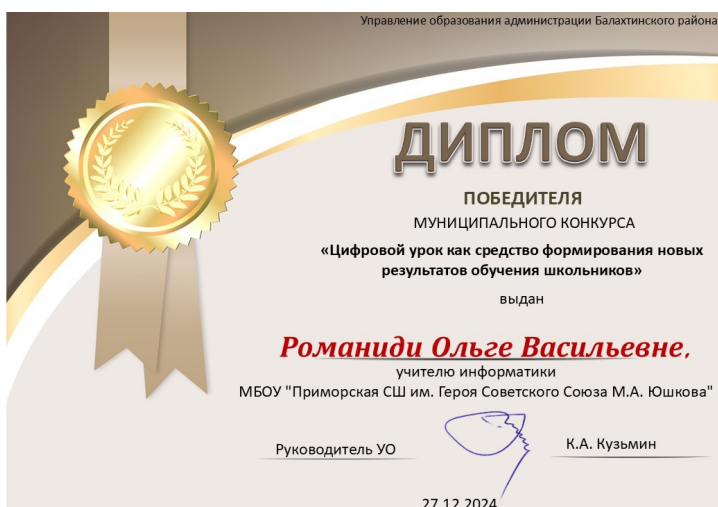 Управление образования администрации Балахтинского района
ДИПЛОМ
ПОБЕДИТЕЛЯ
МУНИЦИПАЛЬНОГО КОНКУРСА
«Цифровой урок как средство формирования новых
результатов обучения школьников»
выдан
Романиди Ольге Васильевне,
учителю информатики
МБОУ "Приморская СШ им. Героя Советского Союза М.А. Юшкова"
Руководитель УО К.А. Кузьмин
27.12.2024